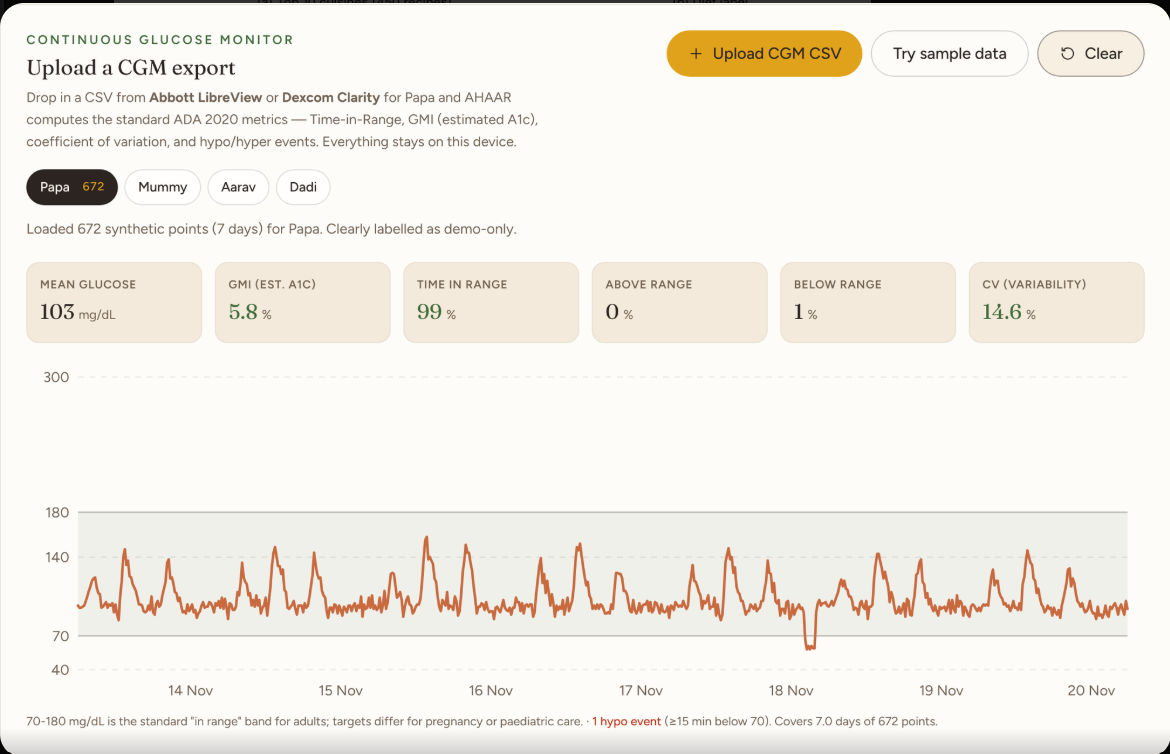 CONTINUOUS GLUCOSE MONITOR
Upload a CGM export
+ Upload CGM CSV
Try sample data
Clear
Drop in a CSV from Abbott LibreView or Dexcom Clarity for Papa and AHAAR
computes the standard ADA 2020 metrics — Time-in-Range, GMI (estimated A1c),
coefficient of variation, and hypo/hyper events. Everything stays on this device.
Papa 672
Mummy
Aarav
Dadi
Loaded 672 synthetic points (7 days) for Papa. Clearly labelled as demo-only.
MEAN GLUCOSE
103 mg/dL
GMI (EST. A1C)
5.8 %
TIME IN RANGE
99 %
ABOVE RANGE
0 %
BELOW RANGE
1 %
CV (VARIABILITY)
14.6 %
300
180
140
70
40
14 Nov
15 Nov
16 Nov
17 Nov
18 Nov
19 Nov
20 Nov
70-180 mg/dL is the standard "in range" band for adults; targets differ for pregnancy or paediatric care. · 1 hypo event (≥15 min below 70). Covers 7.0 days of 672 points.